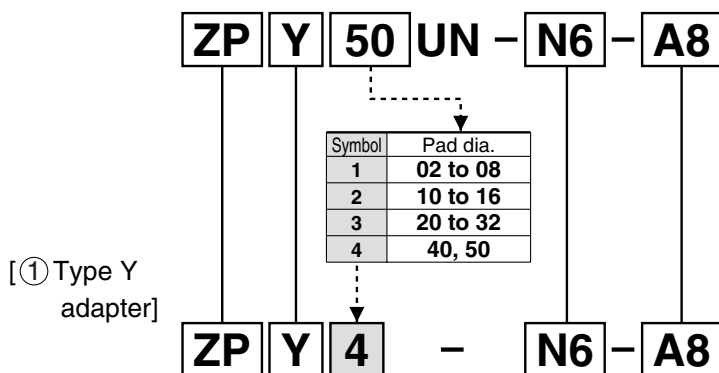 ZP Y 50 UN – N6 – A8
Symbol Pad dia.
1 02 to 08
2 10 to 16
3 20 to 32
4 40, 50
[① Type Y
adapter]
ZP Y 4 – N6 – A8